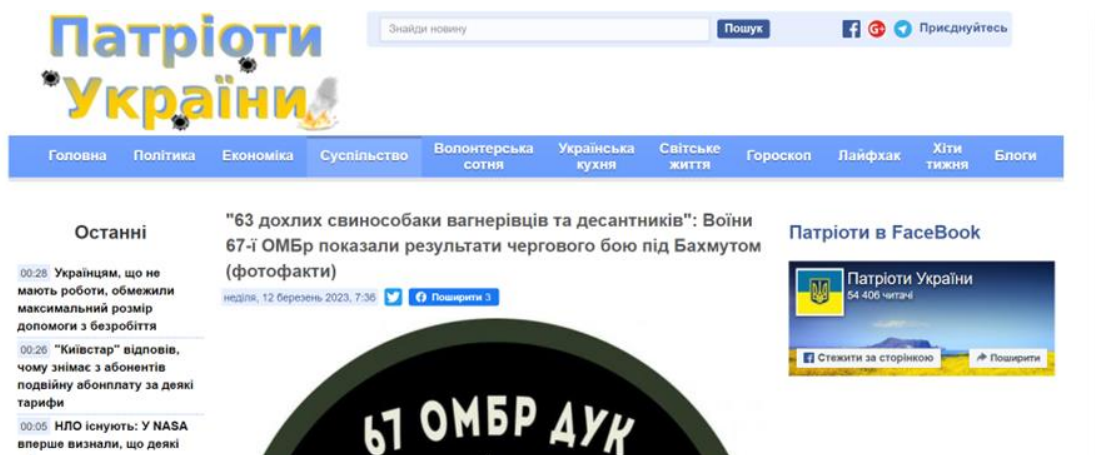 Патріоти
України
Знайди новину
Пошук
Приєднуйтесь
Головна
Політика
Економіка
Суспільство
Волонтерська
сотня
Українська
кухня
Світське
життя
Гороскоп
Лайфхак
Хіти
тижня
Блоги
Останні
00:28 Українцям, що не
мають роботи, обмежили
максимальний розмір
допомоги з безробіття
00:26 "Київстар" відповів,
чому знімає з абонентів
подвійну абонплату за деякі
тарифи
00:05 НЛО існують: У NASA
вперше визнали, що деякі
"63 дохлих свинособаки вагнерівців та десантників": Воїни
67-ї ОМБр показали результати чергового бою під Бахмутом
(фотофакти)
неділя, 12 березень 2023, 7:36
Поширити 3
67 ОМБР ДУК
Патріоти в FaceBook
Патріоти України
54 406 читачі
Стежити за сторінкою
Поширити